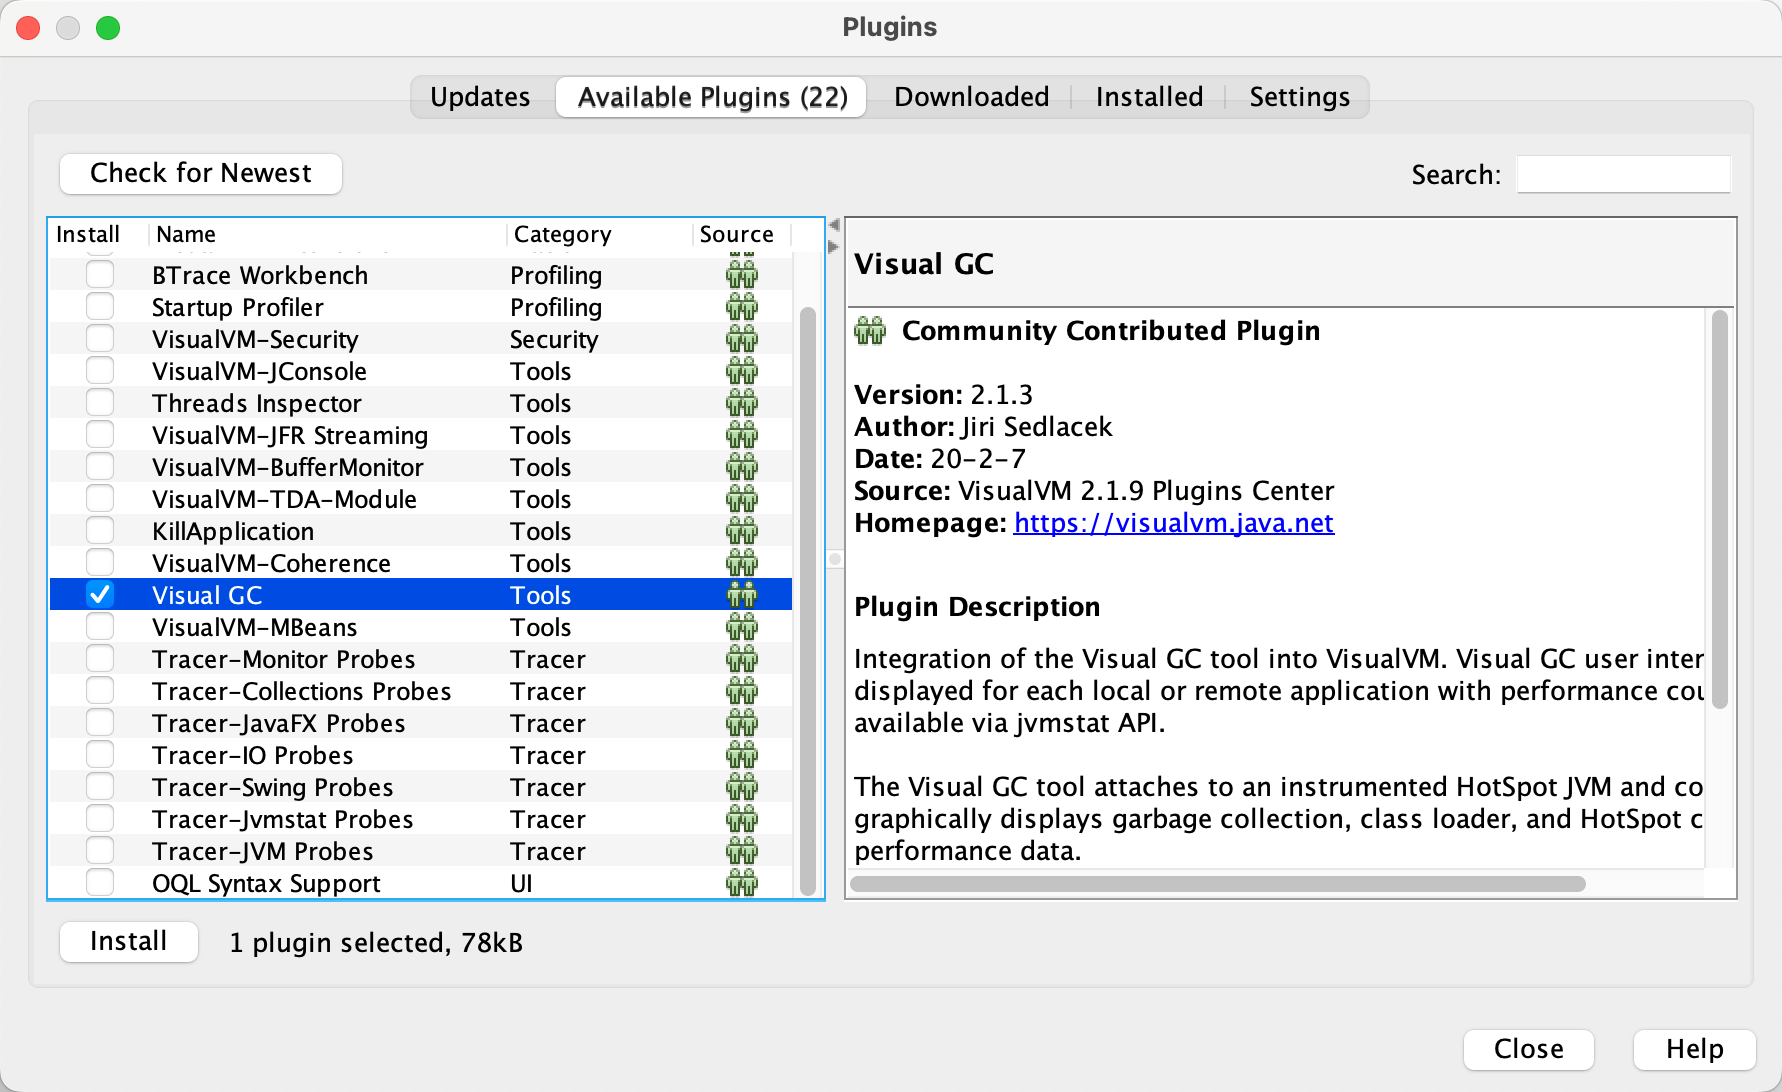 Plugins
Updates Available Plugins (22) Downloaded Installed Settings
Check for Newest
Search:
Install Name Category Source
BTrace Workbench Profiling
Startup Profiler Profiling
VisualVM-Security Security
VisualVM-JConsole Tools
Threads Inspector Tools
VisualVM-JFR Streaming Tools
VisualVM-BufferMonitor Tools
VisualVM-TDA-Module Tools
KillApplication Tools
VisualVM-Coherence Tools
Visual GC Tools
VisualVM-MBeans Tools
Tracer-Monitor Probes Tracer
Tracer-Collections Probes Tracer
Tracer-JavaFX Probes Tracer
Tracer-IO Probes Tracer
Tracer-Swing Probes Tracer
Tracer-Jvmstat Probes Tracer
Tracer-JVM Probes Tracer
OQL Syntax Support UI
Visual GC
Community Contributed Plugin
Version: 2.1.3
Author: Jiri Sedlacek
Date: 20-2-7
Source: VisualVM 2.1.9 Plugins Center
Homepage: https://visualvm.java.net
Plugin Description
Integration of the Visual GC tool into VisualVM. Visual GC user inter
displayed for each local or remote application with performance cou
available via jvmstat API.
The Visual GC tool attaches to an instrumented HotSpot JVM and co
graphically displays garbage collection, class loader, and HotSpot c
performance data.
Install 1 plugin selected, 78kB
Close Help